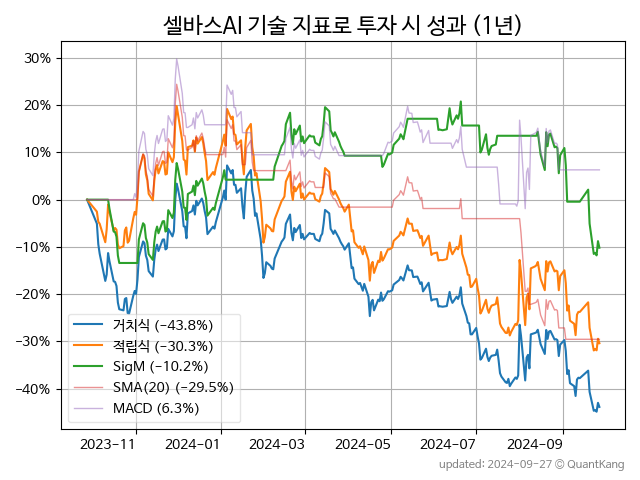 셀바스AI 기술 지표로 투자 시 성과 (1년)
30%
20%
10%
0%
−10%
−20%
−30%
−40%
거치식 (−43.8%)
적립식 (−30.3%)
SigM (−10.2%)
SMA(20) (−29.5%)
MACD (6.3%)
2023−11 2024−01 2024−03 2024−05 2024−07 2024−09
updated: 2024−09−27 © QuantKang